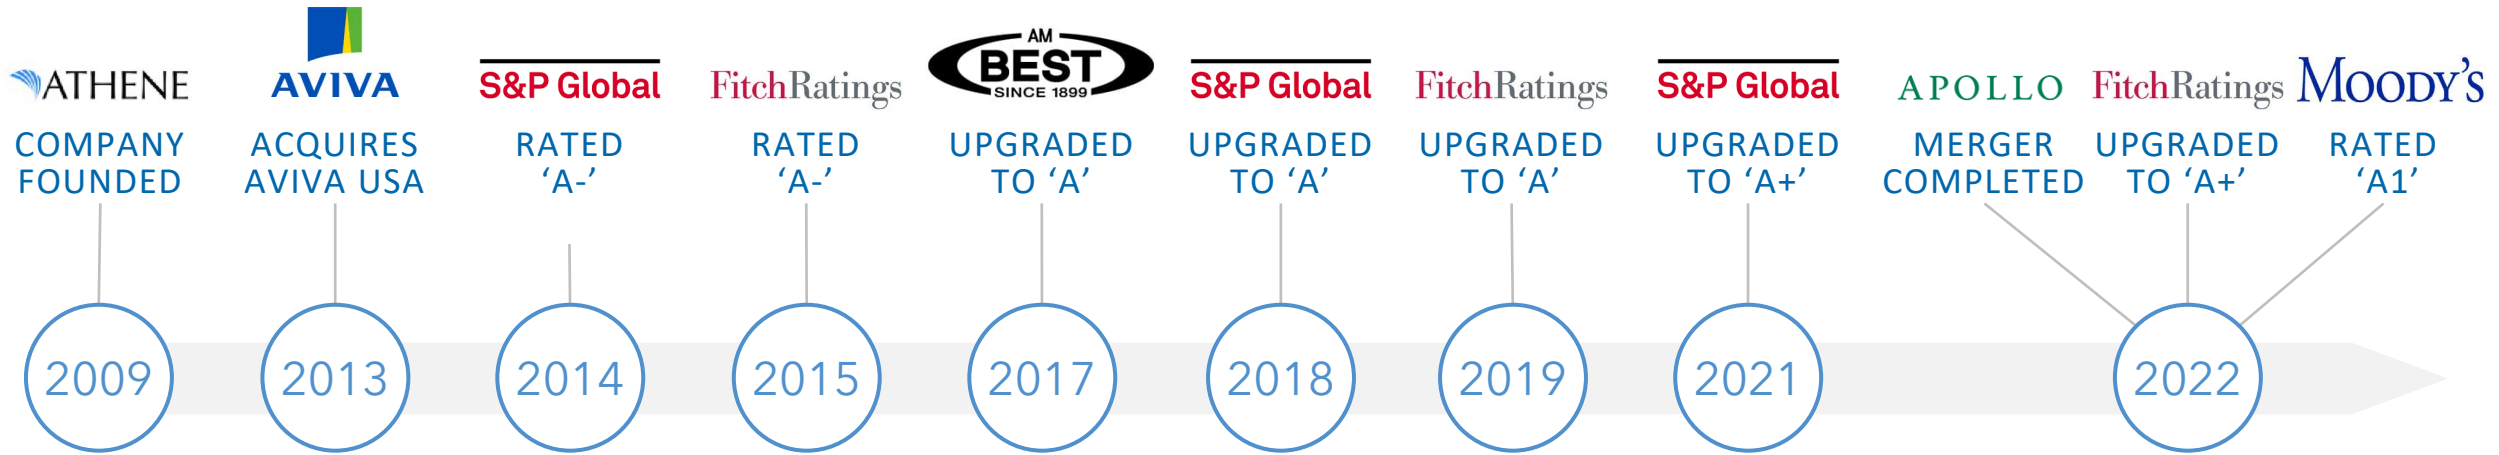 ATHENE
COMPANY
FOUNDED
AVIVA
ACQUIRES
AVIVA USA
S&P Global
RATED
‘A-’
FitchRatings
RATED
‘A-’
AM
BEST
SINCE 1899
UPGRADED
TO ‘A’
S&P Global
UPGRADED
TO ‘A’
FitchRatings
UPGRADED
TO ‘A’
S&P Global
UPGRADED
TO ‘A+’
APOLLO
MERGER
COMPLETED
FitchRatings
UPGRADED
TO ‘A+’
MOODY’S
RATED
‘A1’
2009
2013
2014
2015
2017
2018
2019
2021
2022